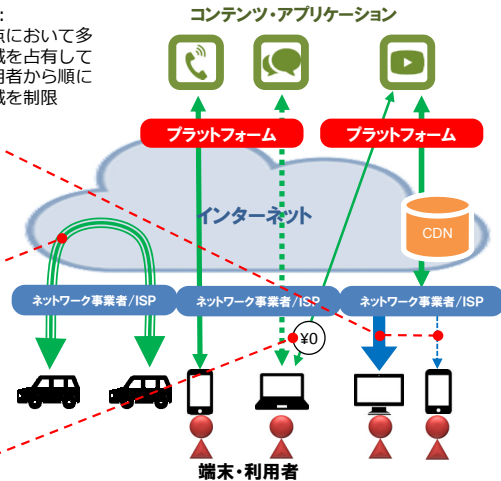 コンテンツ・アプリケーション
:
点において多
域を占有して
用者から順に
域を制限
プラットフォーム
プラットフォーム
インターネット
CDN
ネットワーク事業者/ISP
ネットワーク事業者/ISP
ネットワーク事業者/ISP
¥0
端末・利用者